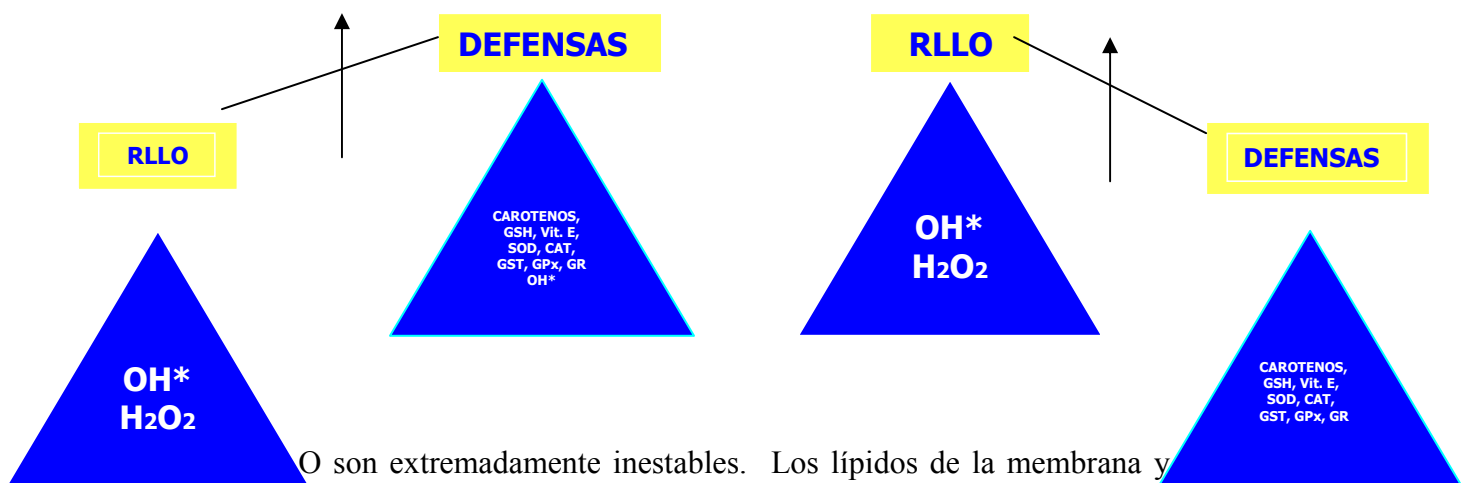 DEFENSAS
RLLO
CAROTENOS,
GSH, Vit. E,
SOD, CAT,
GST, GPx, GR
OH*
OH*
H2O2
RLLO
DEFENSAS
OH*
H2O2
CAROTENOS,
GSH, Vit. E,
SOD, CAT,
GST, GPx, GR
O son extremadamente inestables. Los lípidos de la membrana y